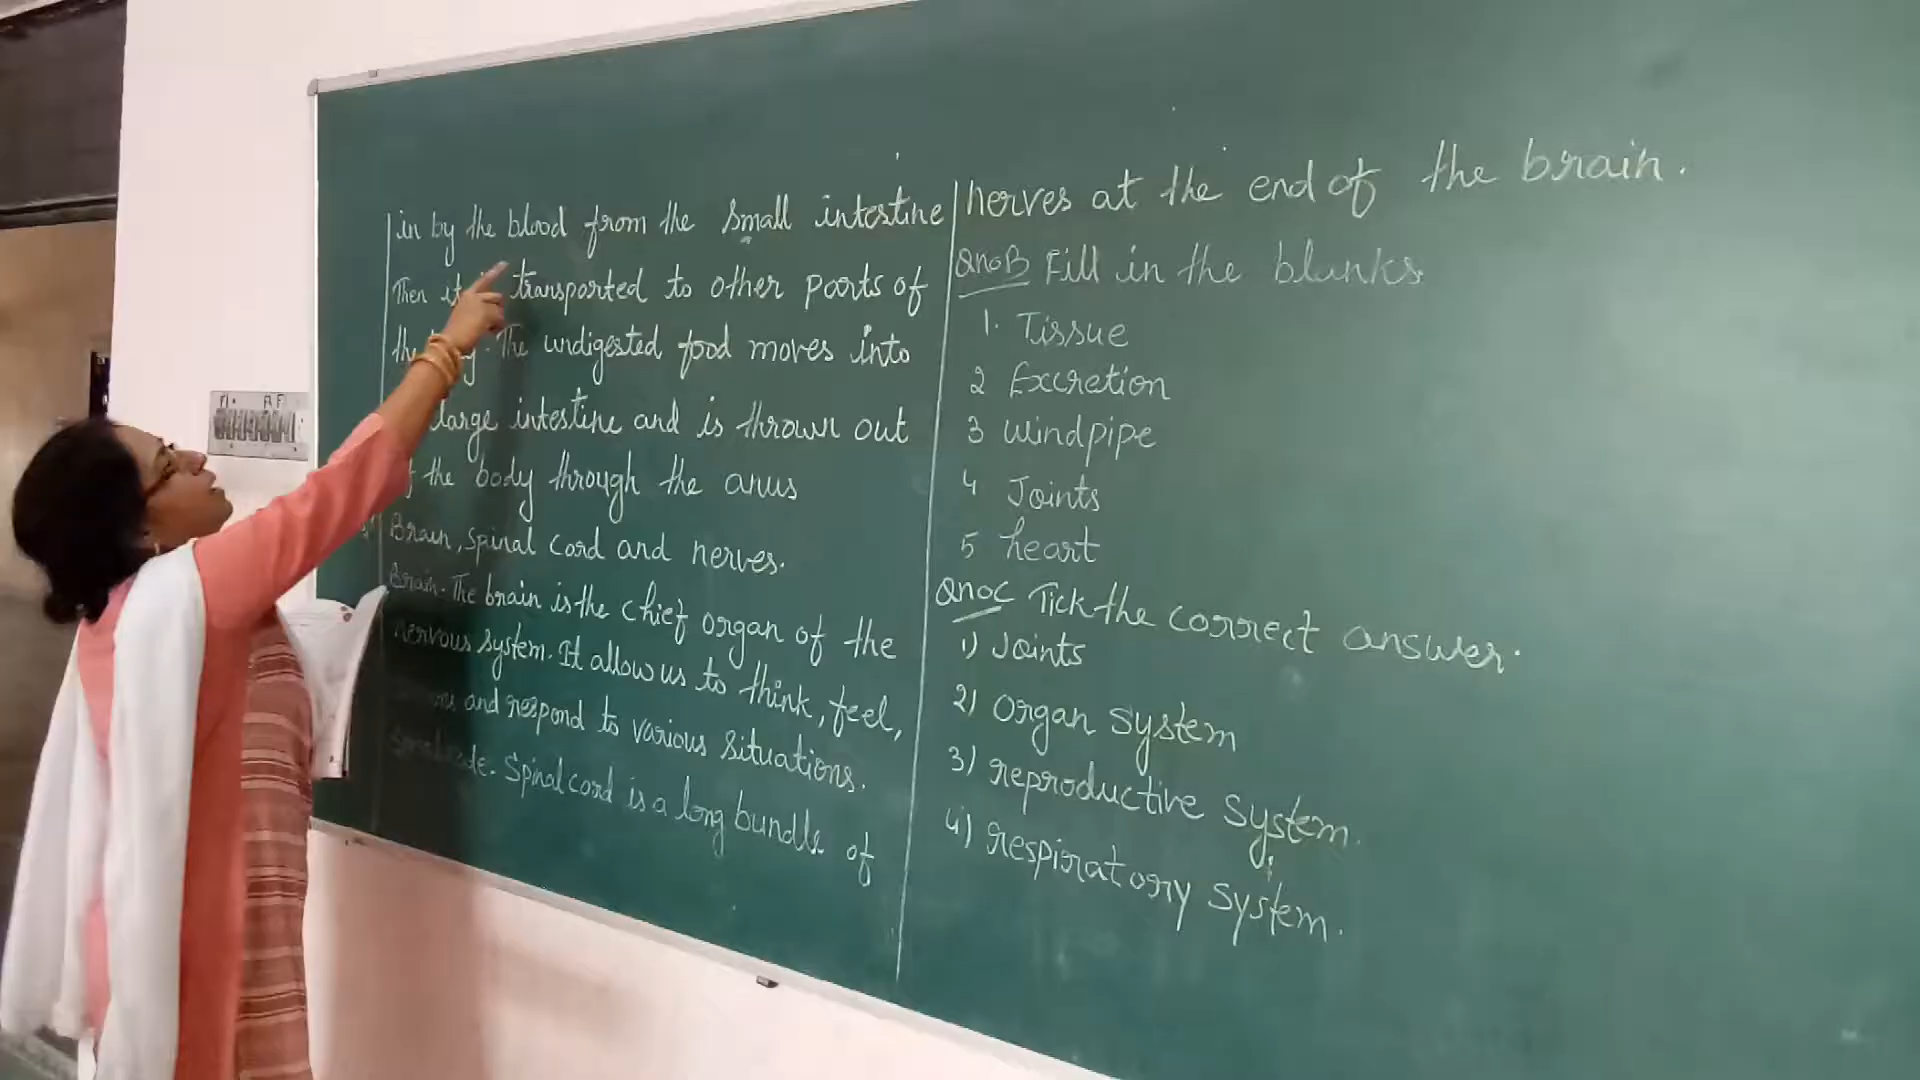 in by the blood from the small intestine
Then it transported to other parts of
the. The undigested food moves into
large intestine and is thrown out
the body through the anus
Brain, spinal cord and nerves.
Brain. The brain is the chief organ of the
nervous system. It allow us to think, feel,
and respond to various situations.
Spinal cord is a long bundle of
nerves at the end of the brain.
QnoB Fill in the blanks.
1. Tissue
2 Excretion
3 Windpipe
4 Joints
5 heart
QnoC Tick the correct answer.
1) Joints
2) Organ System
3) reproductive System.
4) respiratory System.